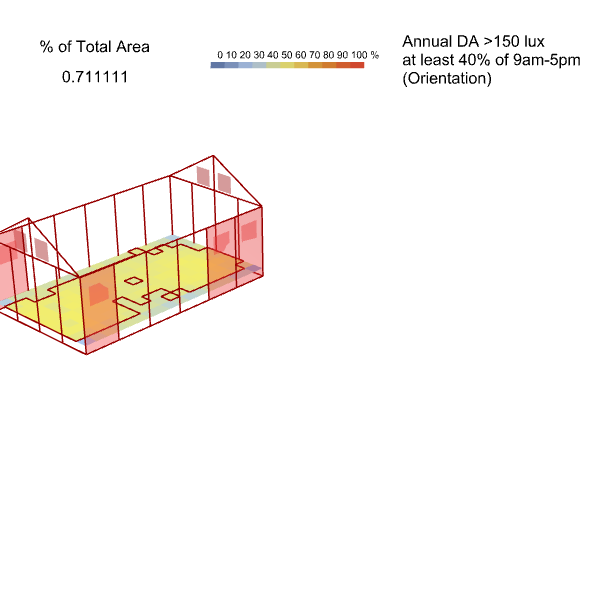 % of Total Area
0.711111
0 10 20 30 40 50 60 70 80 90 100 %
Annual DA >150 lux
at least 40% of 9am-5pm
(Orientation)